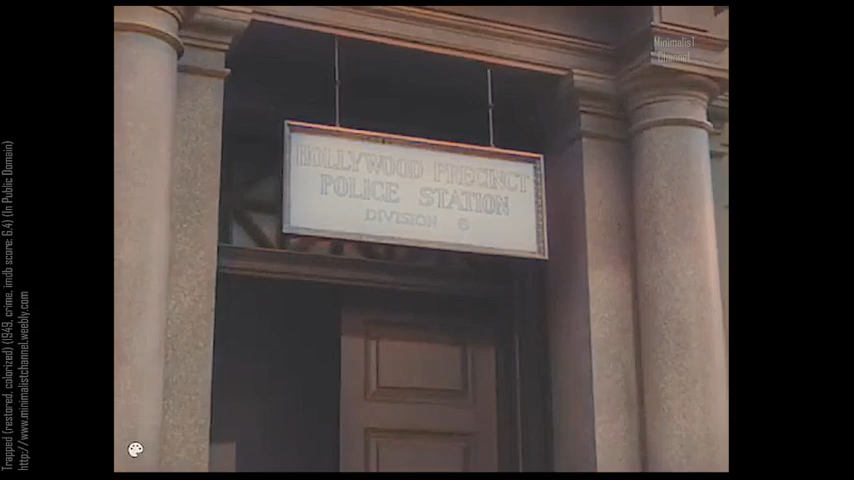 HOLLYWOOD PRECINCT
POLICE STATION
DIVISION 6
Minimalist
channel
Trapped (restored, colorized) (1949, crime, imdb score: 6.4) (In Public Domain)
http://www.minimalistchannel.weebly.com